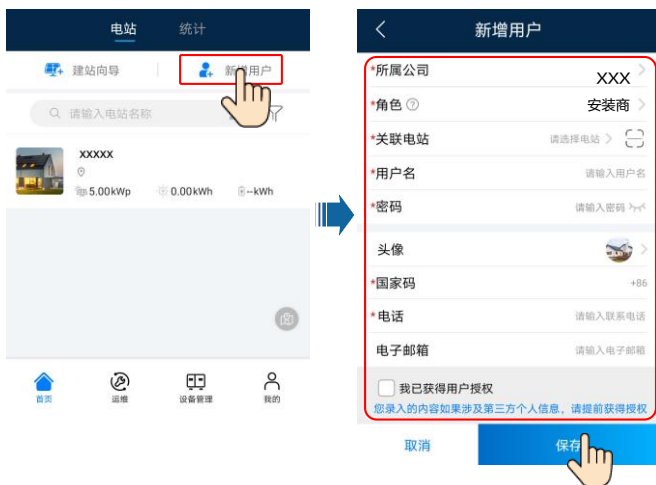 电站 统计
建站向导 新增用户
请输入电站名称
XXXXX
5.00kWp 0.00kWh --kWh
首页 运维 设备管理 我的
新增用户
*所属公司 XXX
*角色
安装商
*关联电站 请选择电站
*用户名 请输入用户名
*密码 请输入密码
头像
*国家码 +86
*电话 请输入联系电话
电子邮箱 请输入电子邮箱
我已获得用户授权
您录入的内容如果涉及第三方个人信息，请提前获得授权
取消 保存